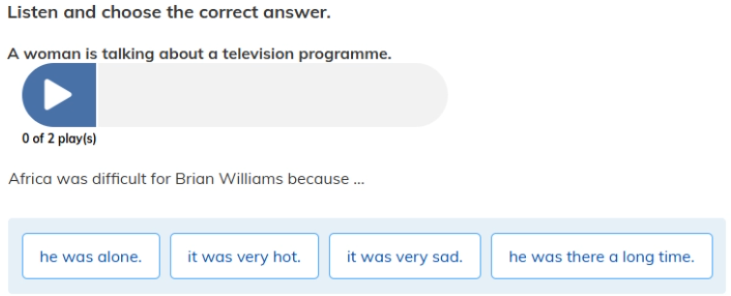 Listen and choose the correct answer.
A woman is talking about a television programme.
0 of 2 play(s)
Africa was difficult for Brian Williams because ...
he was alone. it was very hot. it was very sad. he was there a long time.